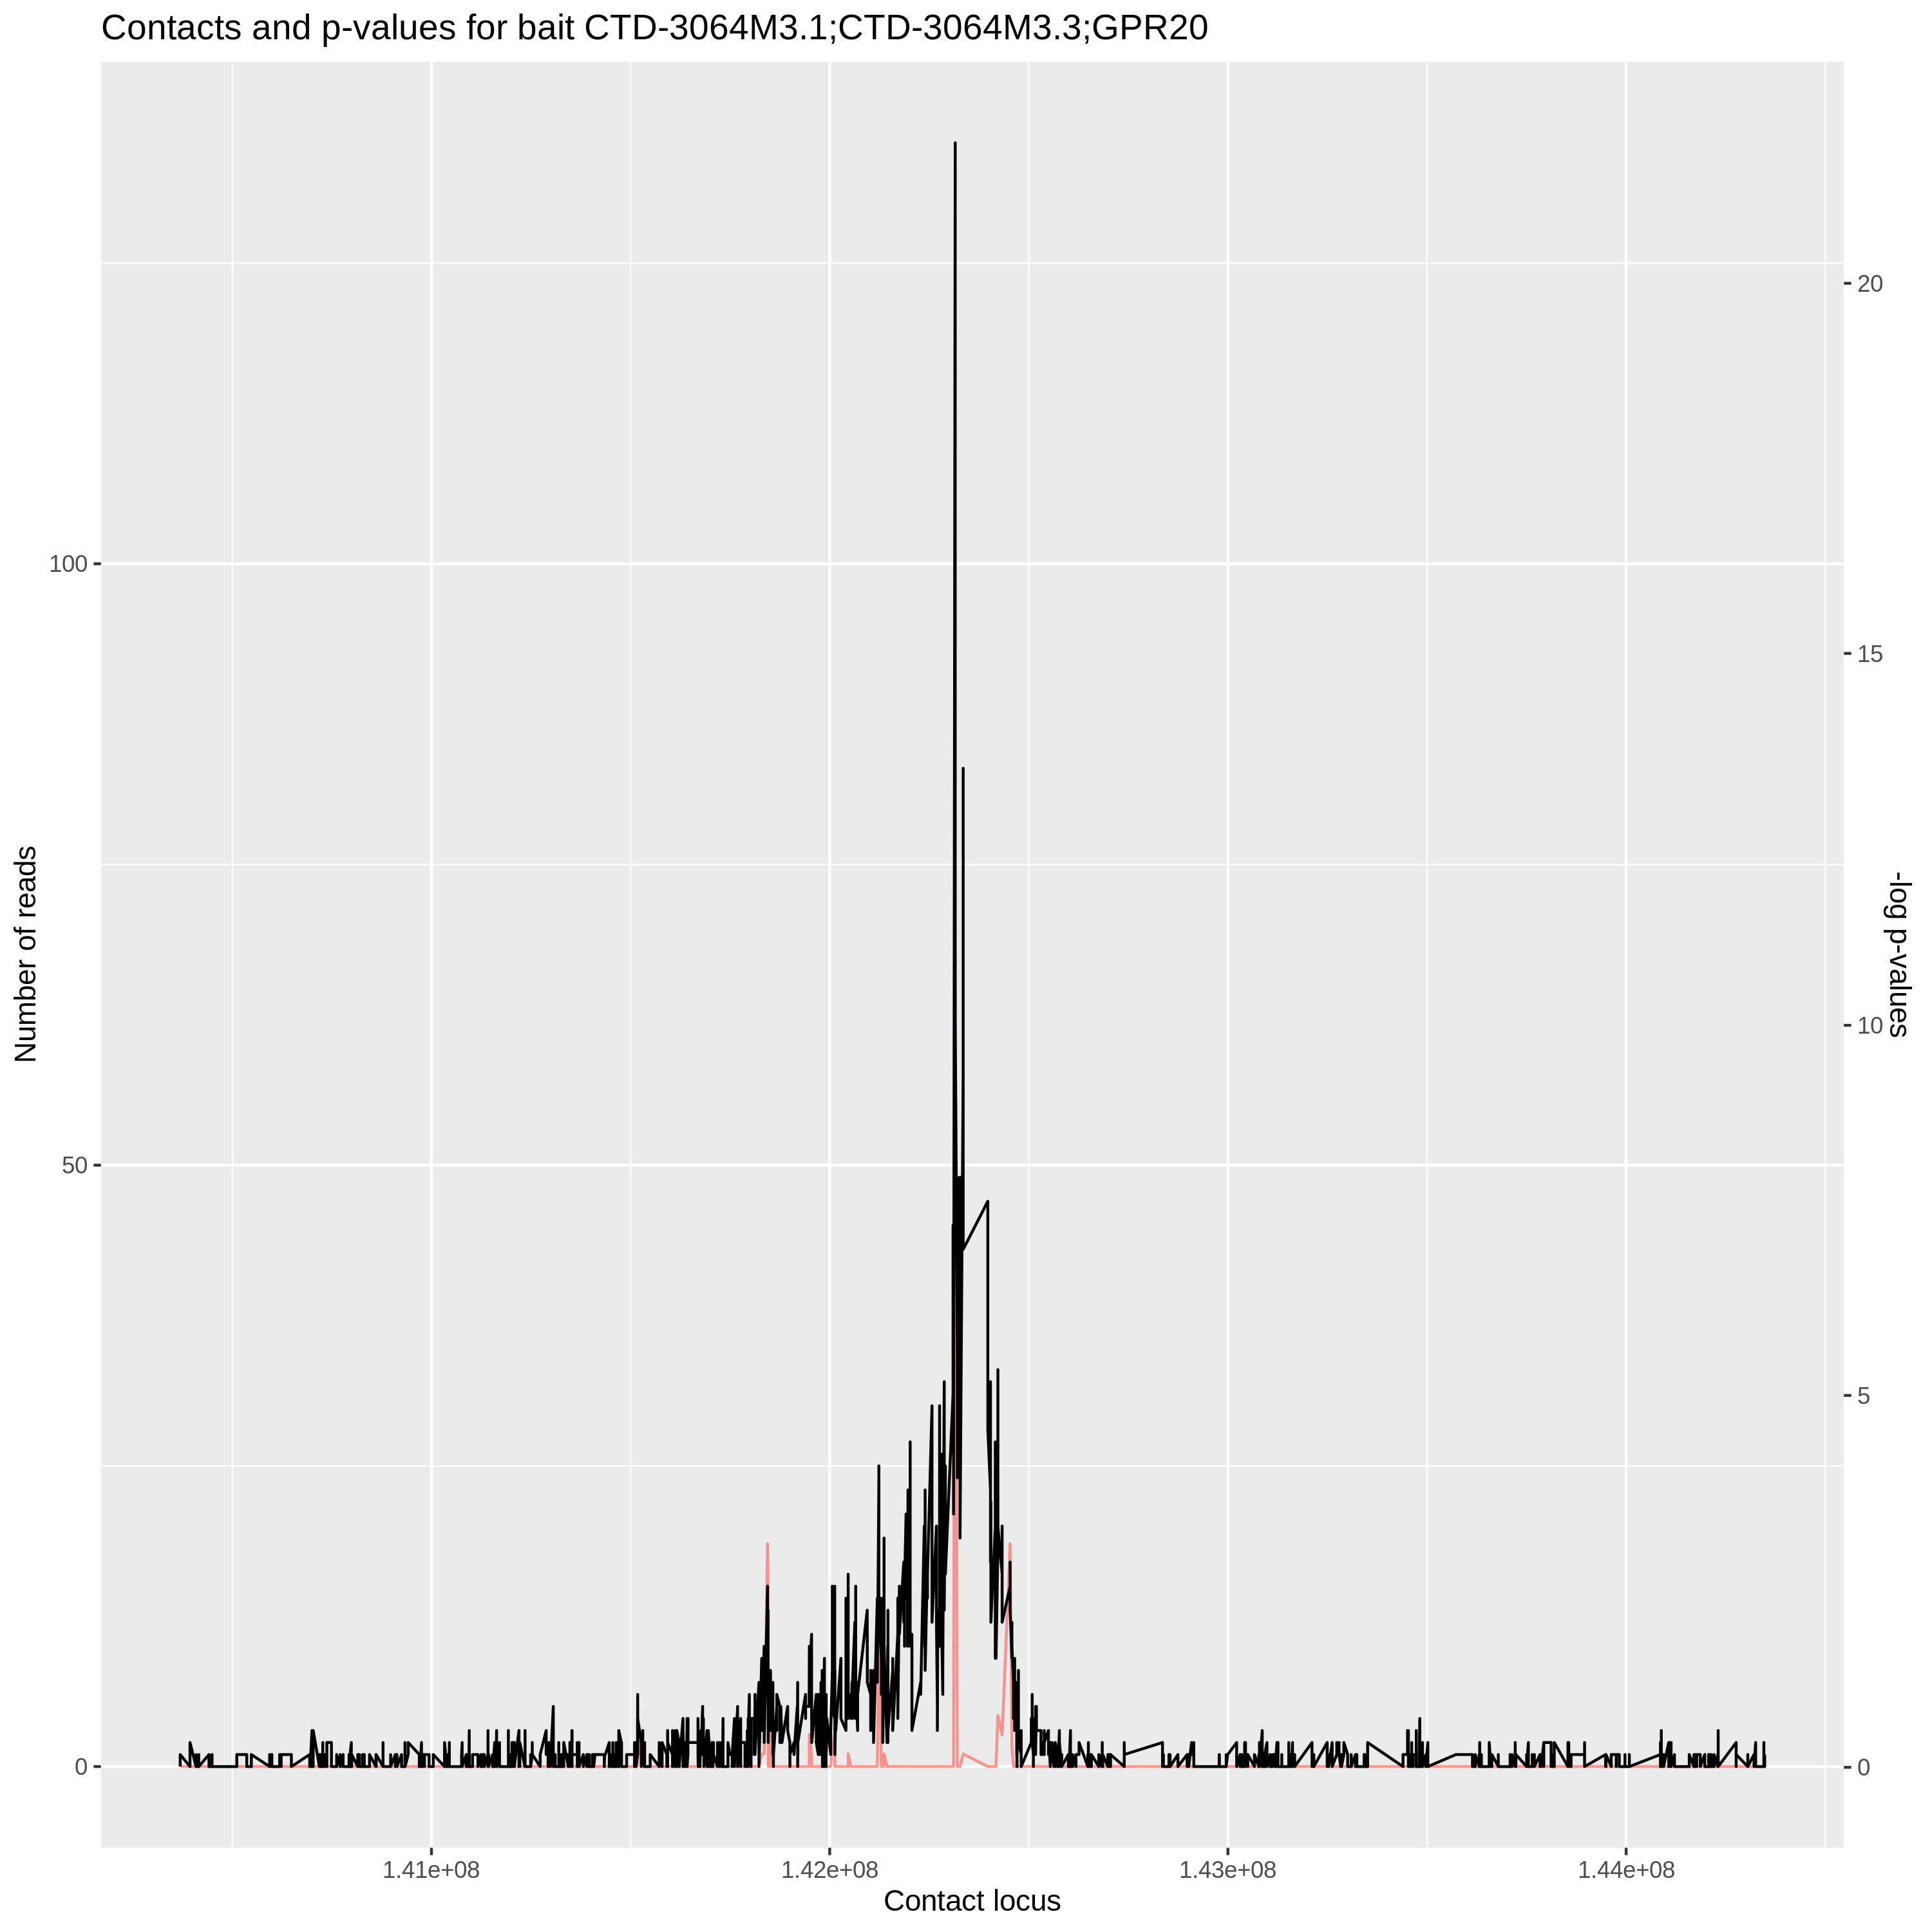 Contacts and p-values for bait CTD-3064M3.1;CTD-3064M3.3;GPR20
Number of reads
100
50
0
20
15
10
5
0
-log p-values
1.41e+08
1.42e+08
1.43e+08
1.44e+08
Contact locus